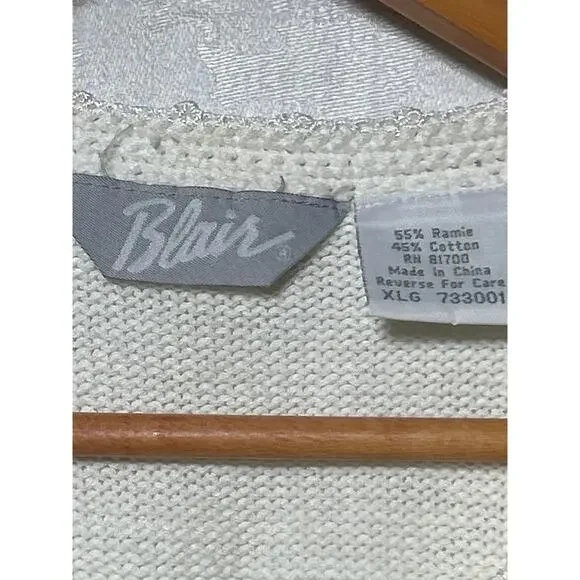 Blair®
55% Ramie
45% Cotton
RN 81700
Made in China
Reverse For Care
XLG 733001